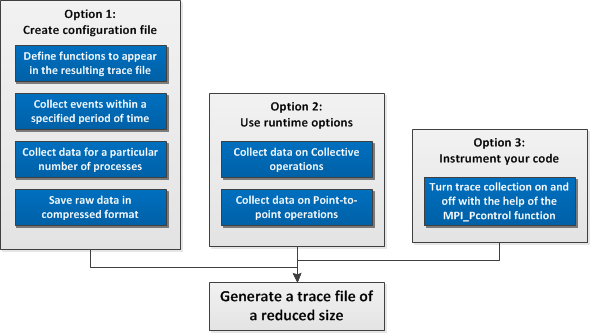 Option 1:
Create configuration file
Define functions to appear
in the resulting trace file
Collect events within a
specified period of time
Collect data for a particular
number of processes
Save raw data in
compressed format
Option 2:
Use runtime options
Collect data on Collective
operations
Collect data on Point-to-
point operations
Option 3:
Instrument your code
Turn trace collection on and
off with the help of the
MPI_Pcontrol function
Generate a trace file of
a reduced size